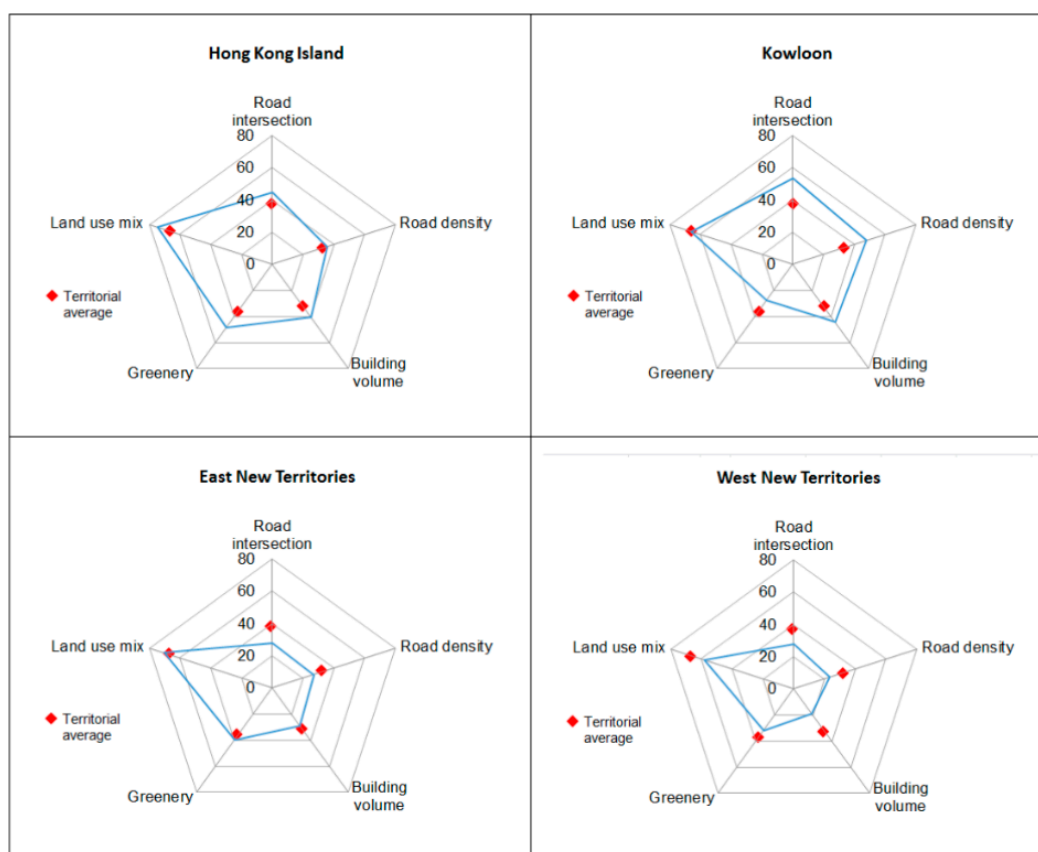 Hong Kong Island
Road
intersection
80
60
40
20
0
Land use mix
Road density
Territorial
average
Greenery
Building
volume
Kowloon
Road
intersection
80
60
40
20
0
Land use mix
Road density
Territorial
average
Greenery
Building
volume
East New Territories
Road
intersection
80
60
40
20
0
Land use mix
Road density
Territorial
average
Greenery
Building
volume
West New Territories
Road
intersection
80
60
40
20
0
Land use mix
Road density
Territorial
average
Greenery
Building
volume